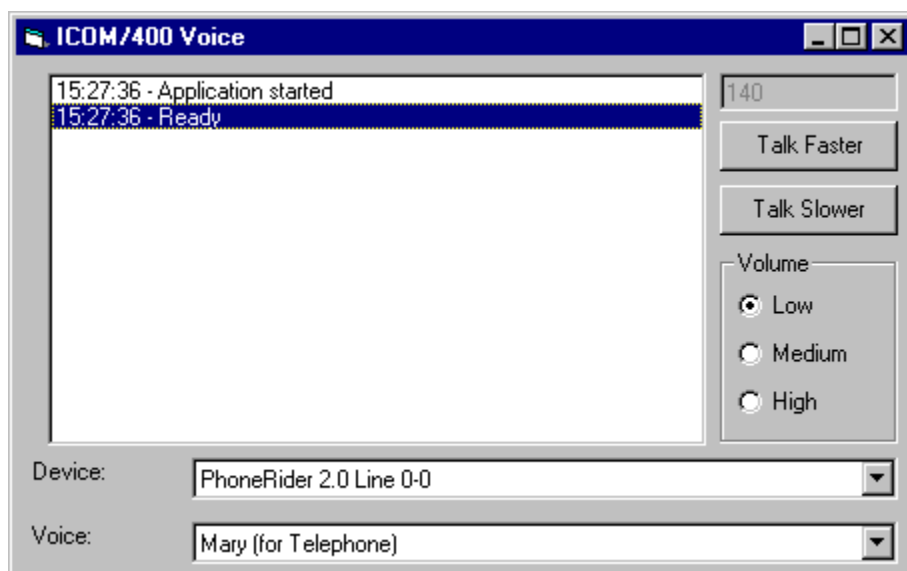 ICOM/400 Voice
15:27:36 - Application started
15:27:36 - Ready
140
Talk Faster
Talk Slower
Volume
Low
Medium
High
Device:
PhoneRider 2.0 Line 0-0
Voice:
Mary (for Telephone)